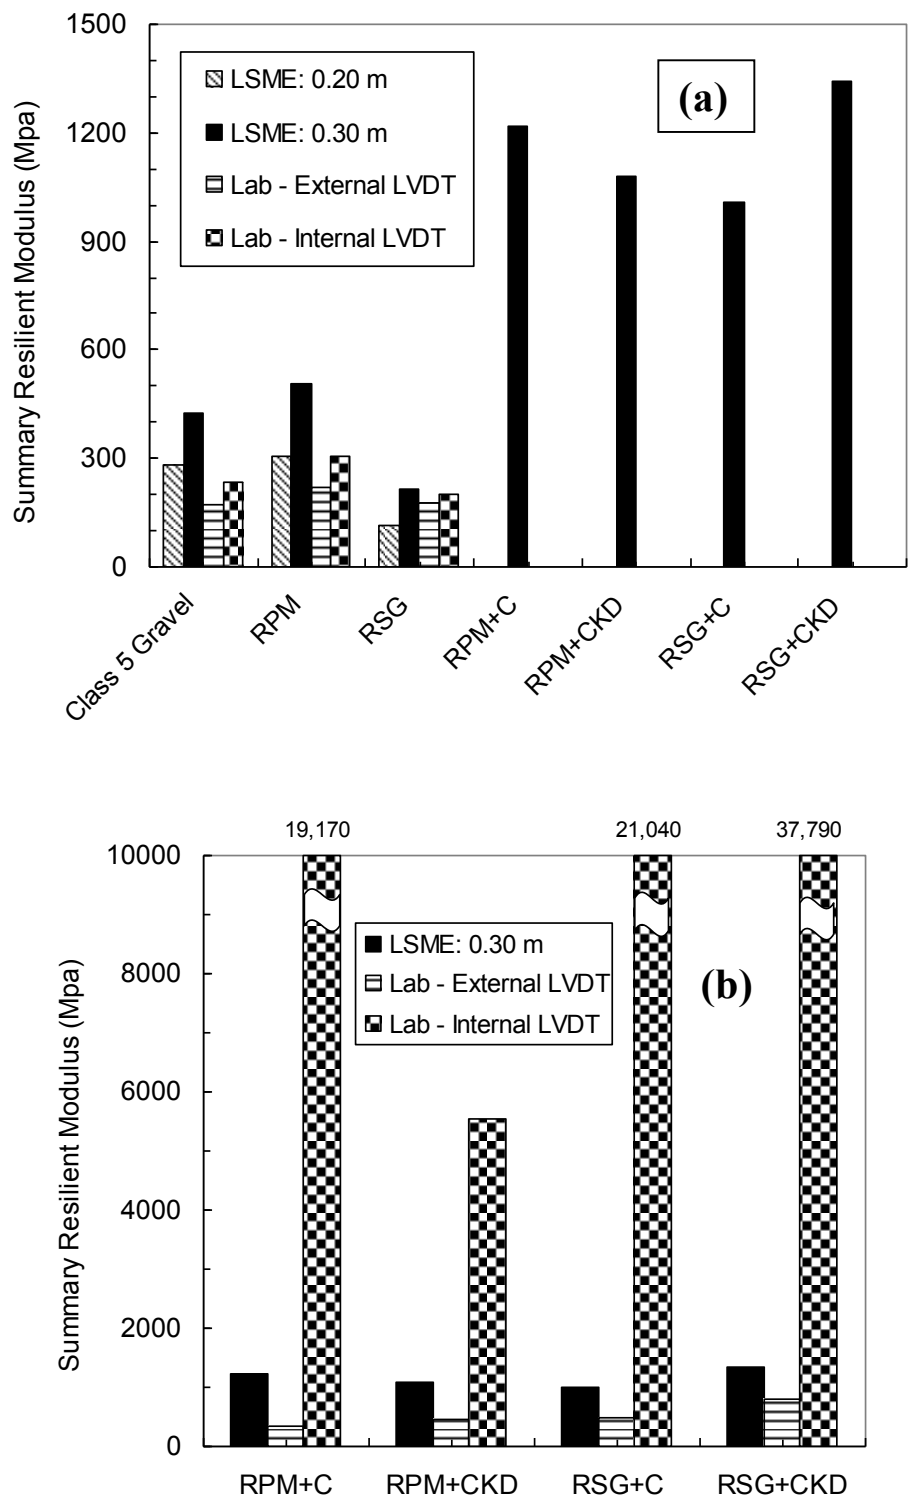 1500
1200
900
600
300
0
Summary Resilient Modulus (Mpa)
LSME: 0.20 m
LSME: 0.30 m
Lab - External LVDT
Lab - Internal LVDT
(a)
Class 5 Gravel
RPM
RSG
RPM+C
RPM+CKD
RSG+C
RSG+CKD
19,170
21,040
37,790
10000
8000
6000
4000
2000
0
Summary Resilient Modulus (Mpa)
LSME: 0.30 m
Lab - External LVDT
Lab - Internal LVDT
(b)
RPM+C
RPM+CKD
RSG+C
RSG+CKD